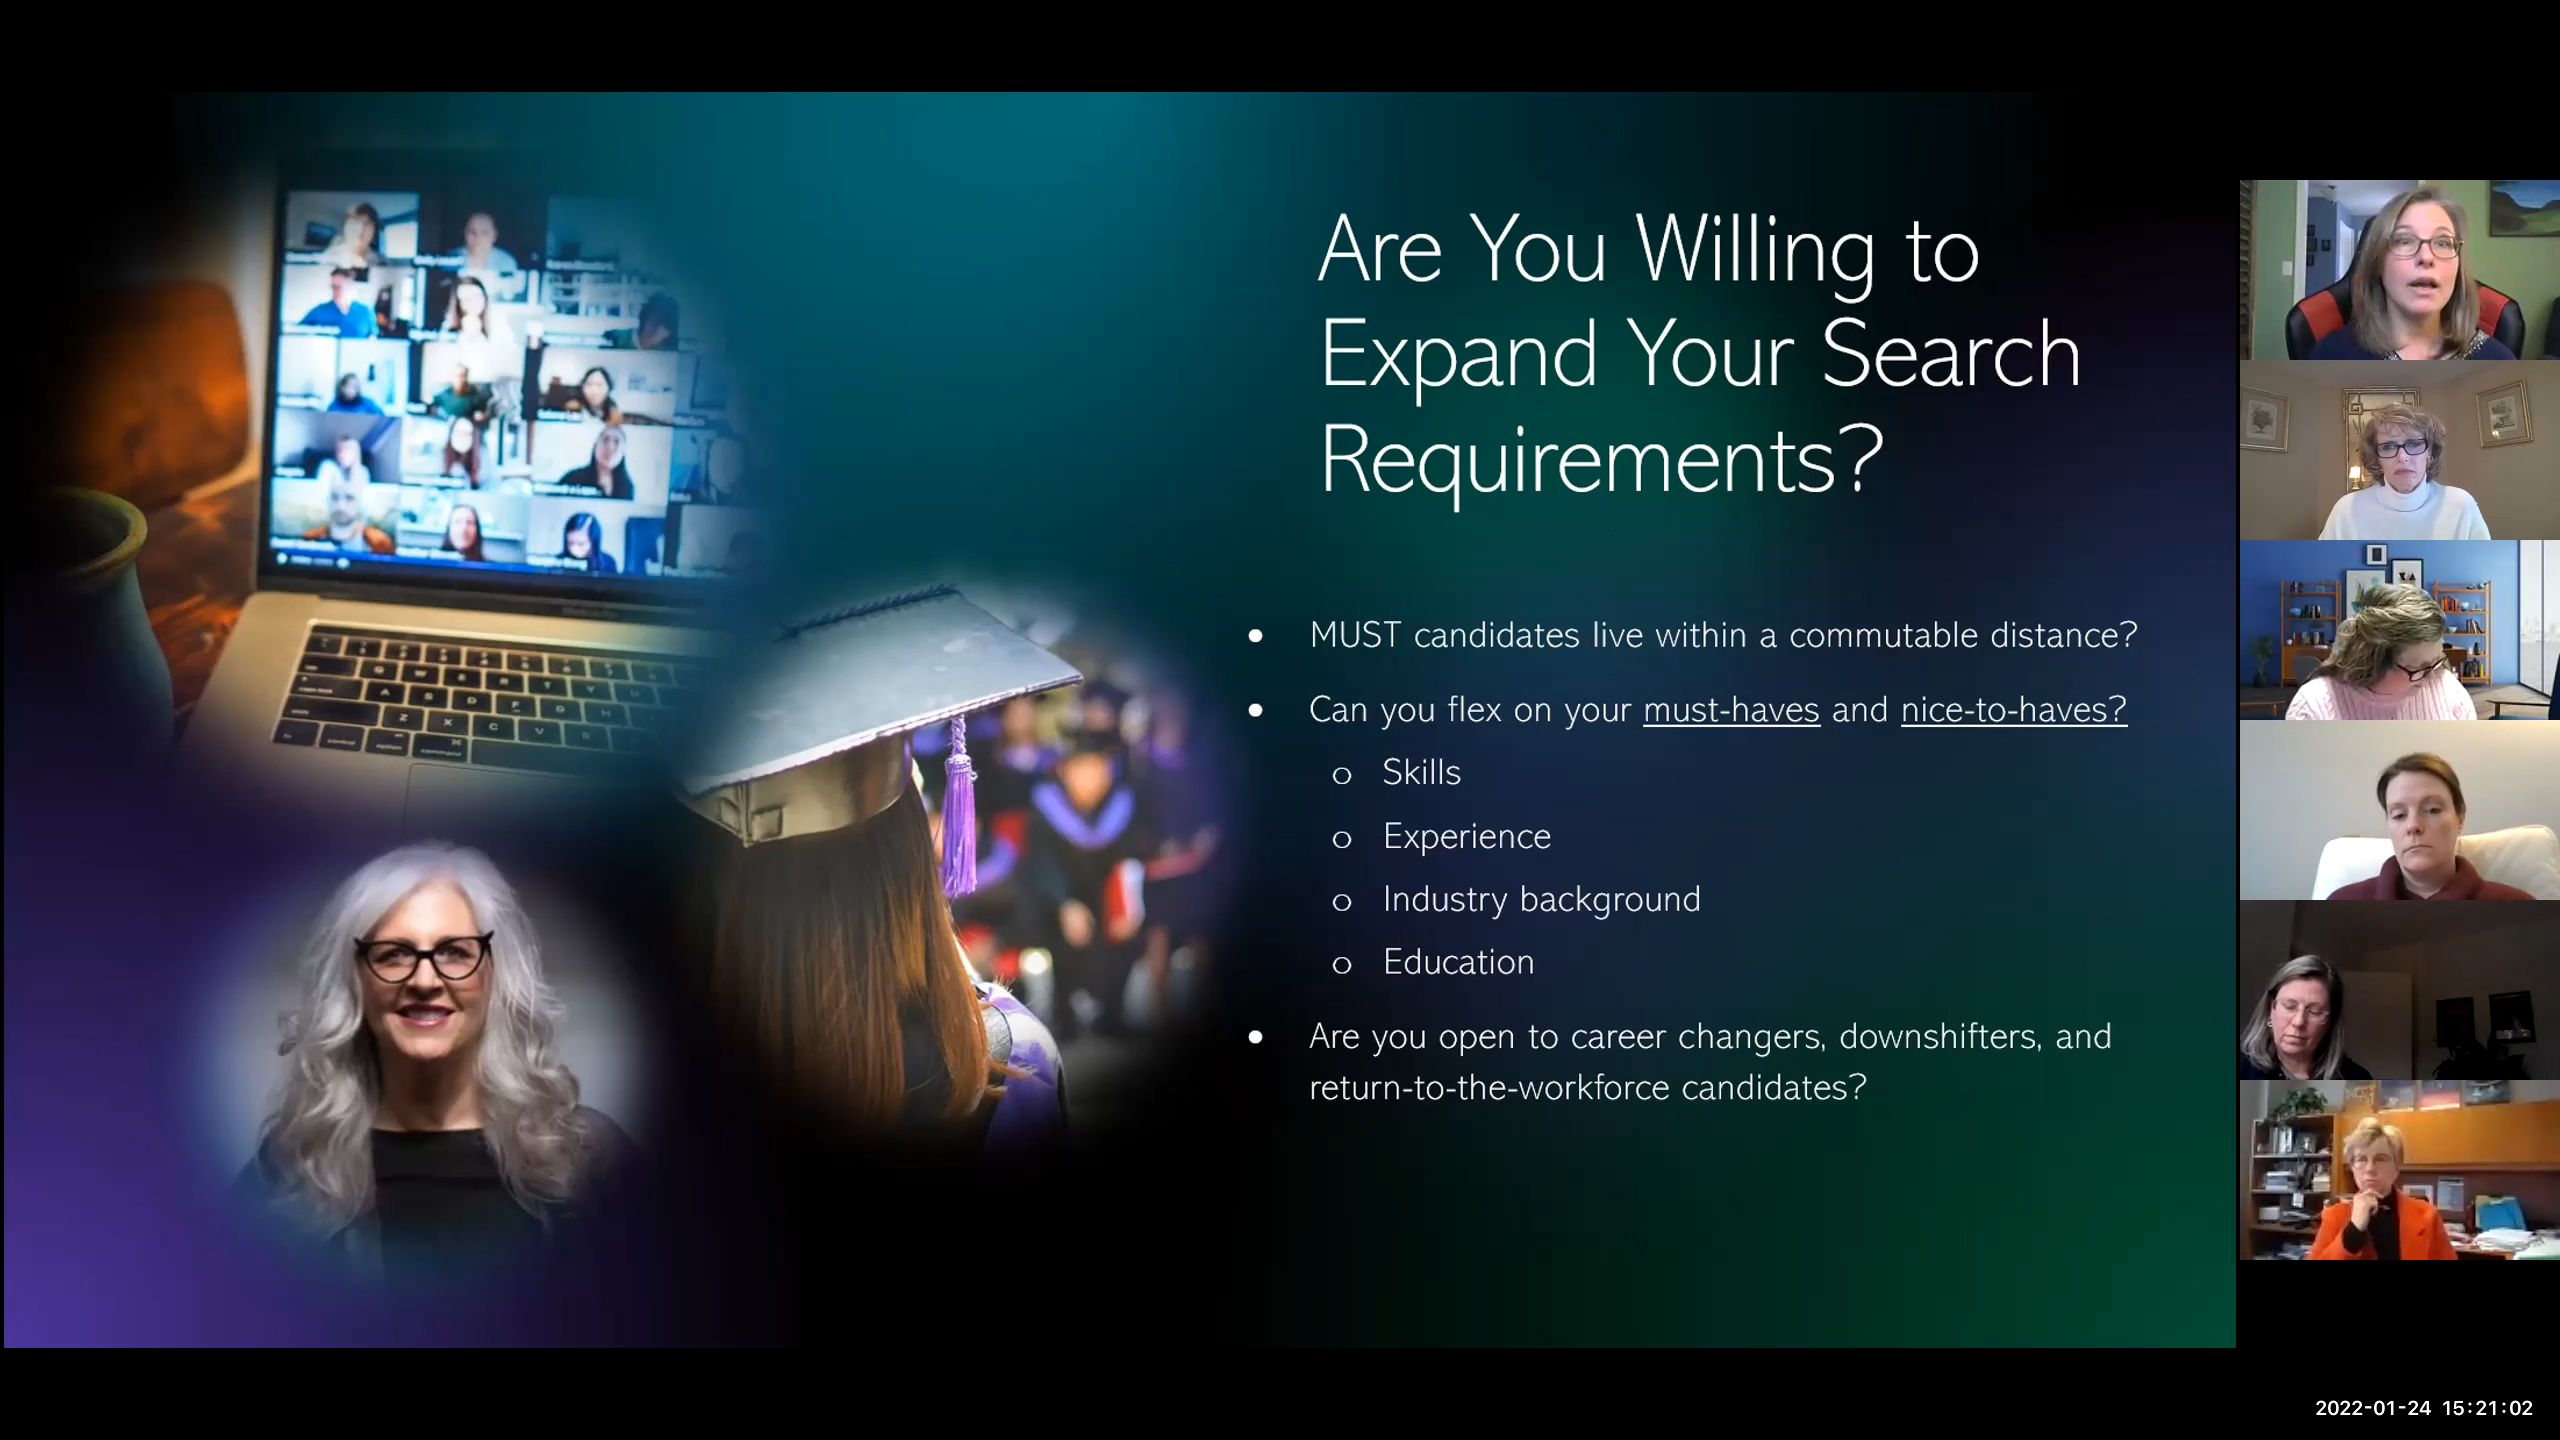 Are You Willing to
Expand Your Search
Requirements?
• MUST candidates live within a commutable distance?
• Can you flex on your must-haves and nice-to-haves?
o Skills
o Experience
o Industry background
o Education
• Are you open to career changers, downshifters, and
return-to-the-workforce candidates?
2022-01-24 15:21:02